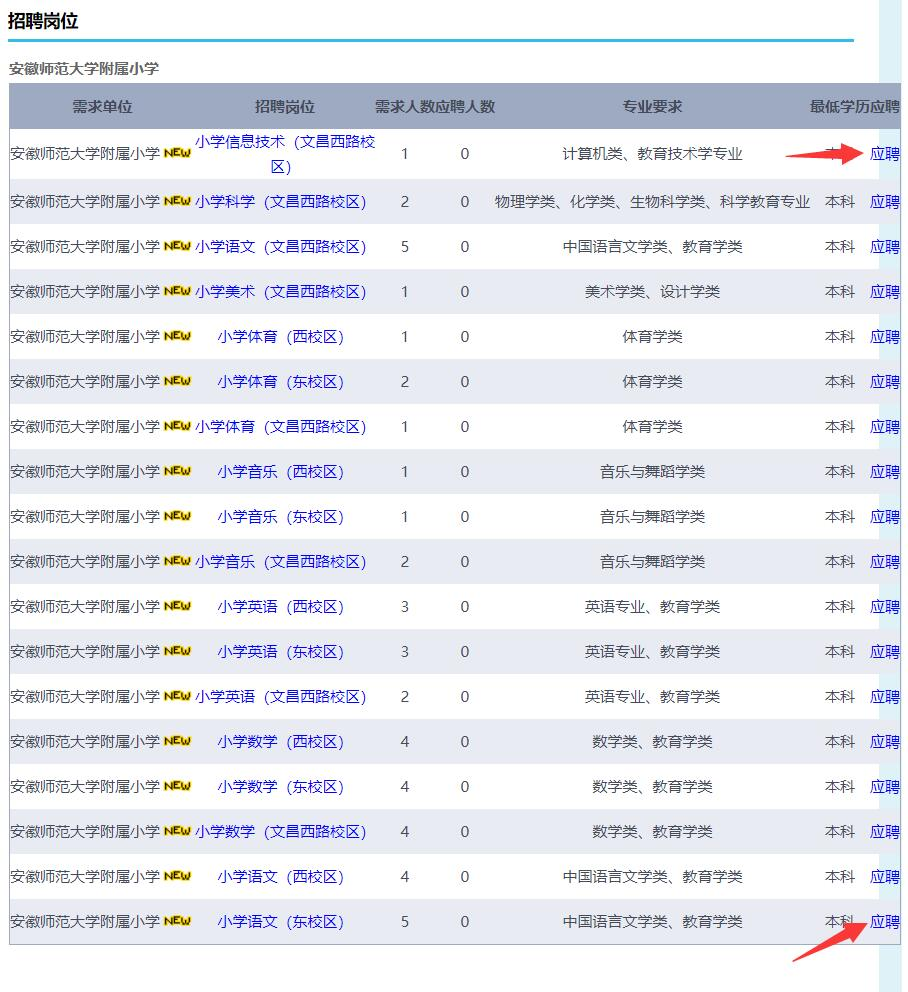 招聘岗位
安徽师范大学附属小学
需求单位 招聘岗位 需求人数应聘人数 专业要求 最低学历应聘
安徽师范大学附属小学 NEW 小学信息技术（文昌西路校区） 1 0 计算机类、教育技术学专业 本科 应聘
安徽师范大学附属小学 NEW 小学科学（文昌西路校区） 2 0 物理学类、化学类、生物科学类、科学教育专业 本科 应聘
安徽师范大学附属小学 NEW 小学语文（文昌西路校区） 5 0 中国语言文学类、教育学类 本科 应聘
安徽师范大学附属小学 NEW 小学美术（文昌西路校区） 1 0 美术学类、设计学类 本科 应聘
安徽师范大学附属小学 NEW 小学体育（西校区） 1 0 体育学类 本科 应聘
安徽师范大学附属小学 NEW 小学体育（东校区） 2 0 体育学类 本科 应聘
安徽师范大学附属小学 NEW 小学体育（文昌西路校区） 1 0 体育学类 本科 应聘
安徽师范大学附属小学 NEW 小学音乐（西校区） 1 0 音乐与舞蹈学类 本科 应聘
安徽师范大学附属小学 NEW 小学音乐（东校区） 1 0 音乐与舞蹈学类 本科 应聘
安徽师范大学附属小学 NEW 小学音乐（文昌西路校区） 2 0 音乐与舞蹈学类 本科 应聘
安徽师范大学附属小学 NEW 小学英语（西校区） 3 0 英语专业、教育学类 本科 应聘
安徽师范大学附属小学 NEW 小学英语（东校区） 3 0 英语专业、教育学类 本科 应聘
安徽师范大学附属小学 NEW 小学英语（文昌西路校区） 2 0 英语专业、教育学类 本科 应聘
安徽师范大学附属小学 NEW 小学数学（西校区） 4 0 数学类、教育学类 本科 应聘
安徽师范大学附属小学 NEW 小学数学（东校区） 4 0 数学类、教育学类 本科 应聘
安徽师范大学附属小学 NEW 小学数学（文昌西路校区） 4 0 数学类、教育学类 本科 应聘
安徽师范大学附属小学 NEW 小学语文（西校区） 4 0 中国语言文学类、教育学类 本科 应聘
安徽师范大学附属小学 NEW 小学语文（东校区） 5 0 中国语言文学类、教育学类 本科 应聘